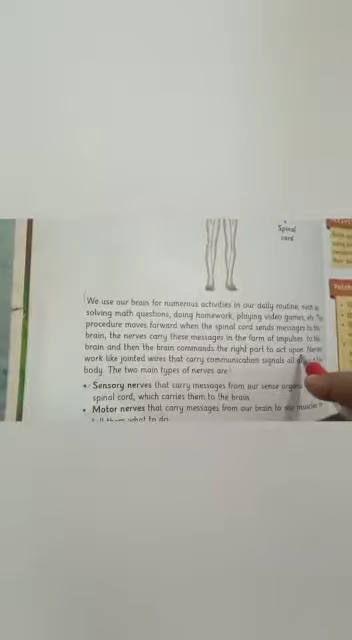 Spinal
cord
We use our brain for numerous activities in our daily routine, such as
solving math questions, doing homework, playing video games, etc. The
procedure moves forward when the spinal cord sends messages to the
brain, the nerves carry these messages in the form of impulses to the
brain and then the brain commands the right part to act upon. Nerves
work like jointed wires that carry communication signals all
body. The two main types of nerves are:
• Sensory nerves that carry messages from our sense organs
spinal cord, which carries them to the brain.
• Motor nerves that carry messages from our brain to our muscles
tell them what to do.